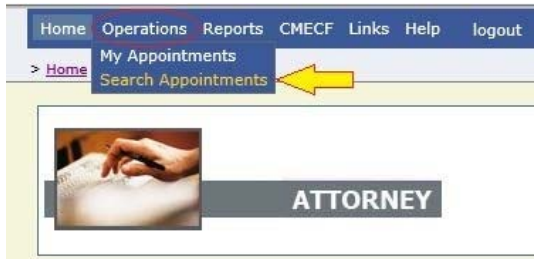 Home Operations Reports CMECF Links Help logout
My Appointments
> Home
Search Appointments
ATTORNEY